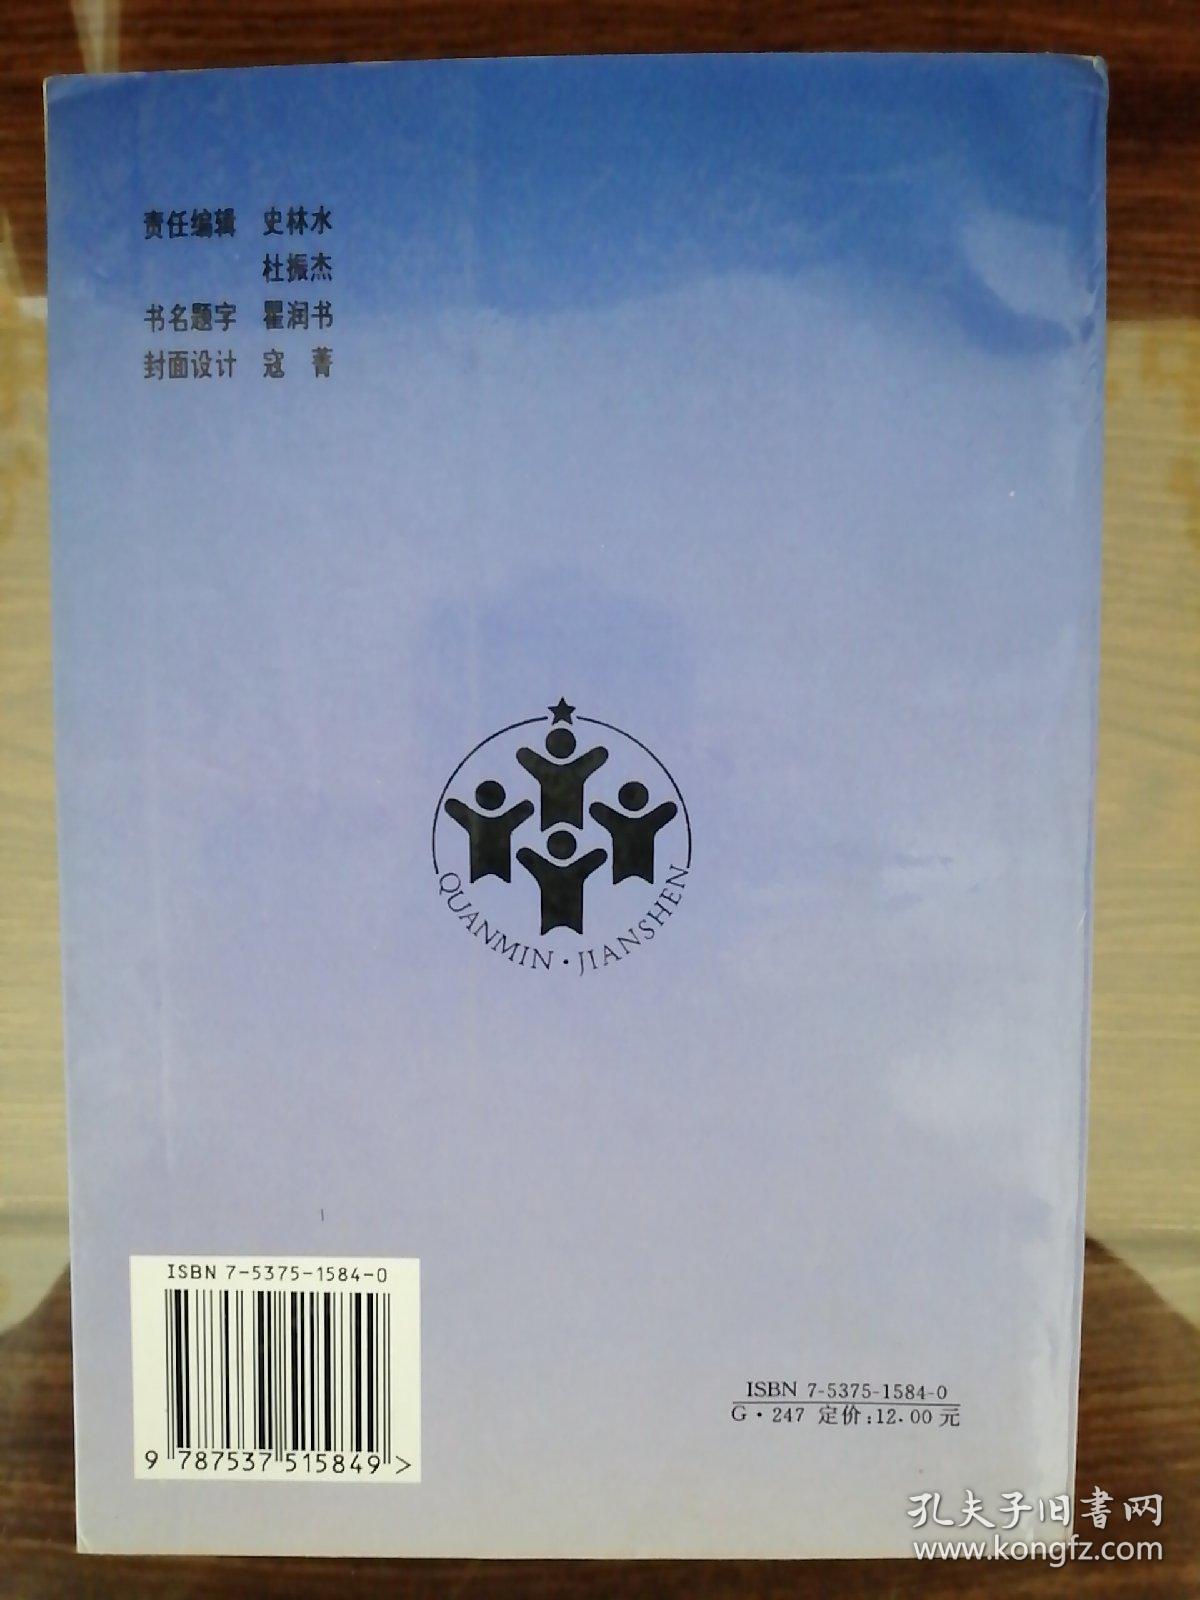 责任编辑 史林水
杜振杰
书名题字 瞿润书
封面设计 寇菁
QUANMIN·JIANSHEN
ISBN 7-5375-1584-0
9 787537 515849 >
ISBN 7-5375-1584-0
G·247 定价:12.00元
孔夫子旧书网
www.kongfz.com